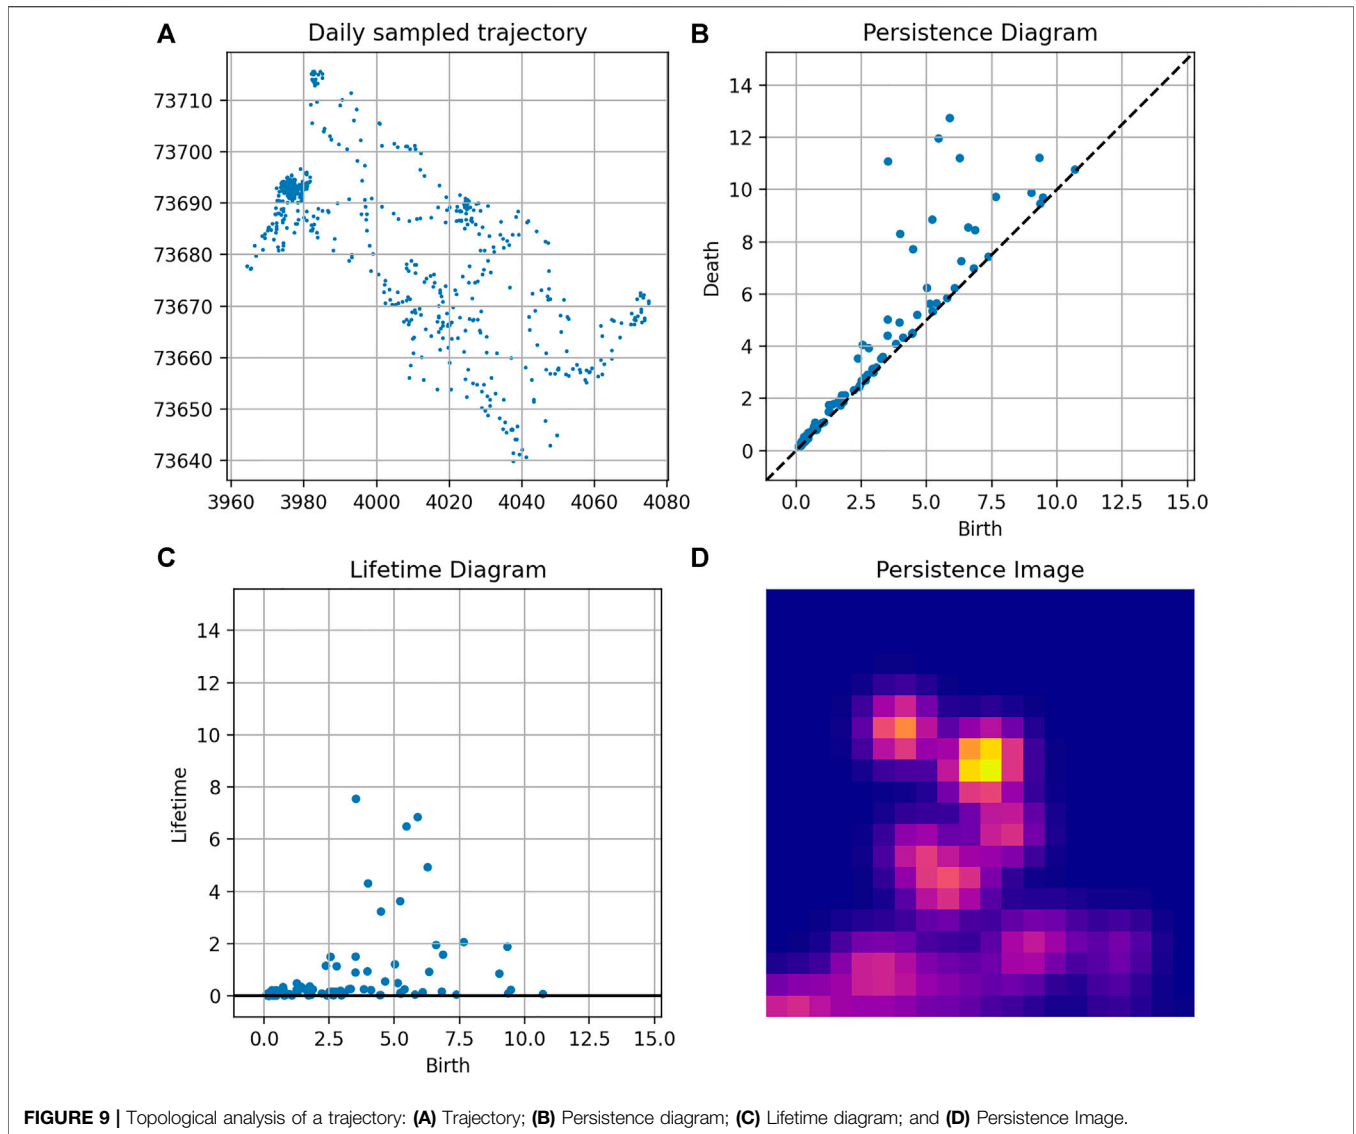 A
Daily sampled trajectory
73710
73700
73690
73680
73670
73660
73650
73640
3960 3980 4000 4020 4040 4060 4080
B
Persistence Diagram
Death
14
12
10
8
6
4
2
0
0.0 2.5 5.0 7.5 10.0 12.5 15.0
Birth
C
Lifetime Diagram
Lifetime
14
12
10
8
6
4
2
0
0.0 2.5 5.0 7.5 10.0 12.5 15.0
Birth
D
Persistence Image
FIGURE 9 | Topological analysis of a trajectory: (A) Trajectory; (B) Persistence diagram; (C) Lifetime diagram; and (D) Persistence Image.